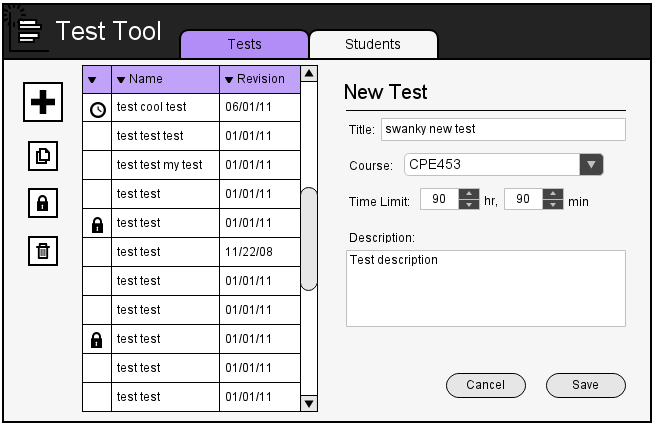 Test Tool
Tests
Students
Name
Revision
test cool test
06/01/11
test test test
01/01/11
test test my test
01/01/11
test test
01/01/11
test test
01/01/11
test test
11/22/08
test test
01/01/11
test test
01/01/11
test test
01/01/11
test test
01/01/11
test test
01/01/11
New Test
Title: swanky new test
Course: CPE453
Time Limit: 90 hr, 90 min
Description:
Test description
Cancel
Save